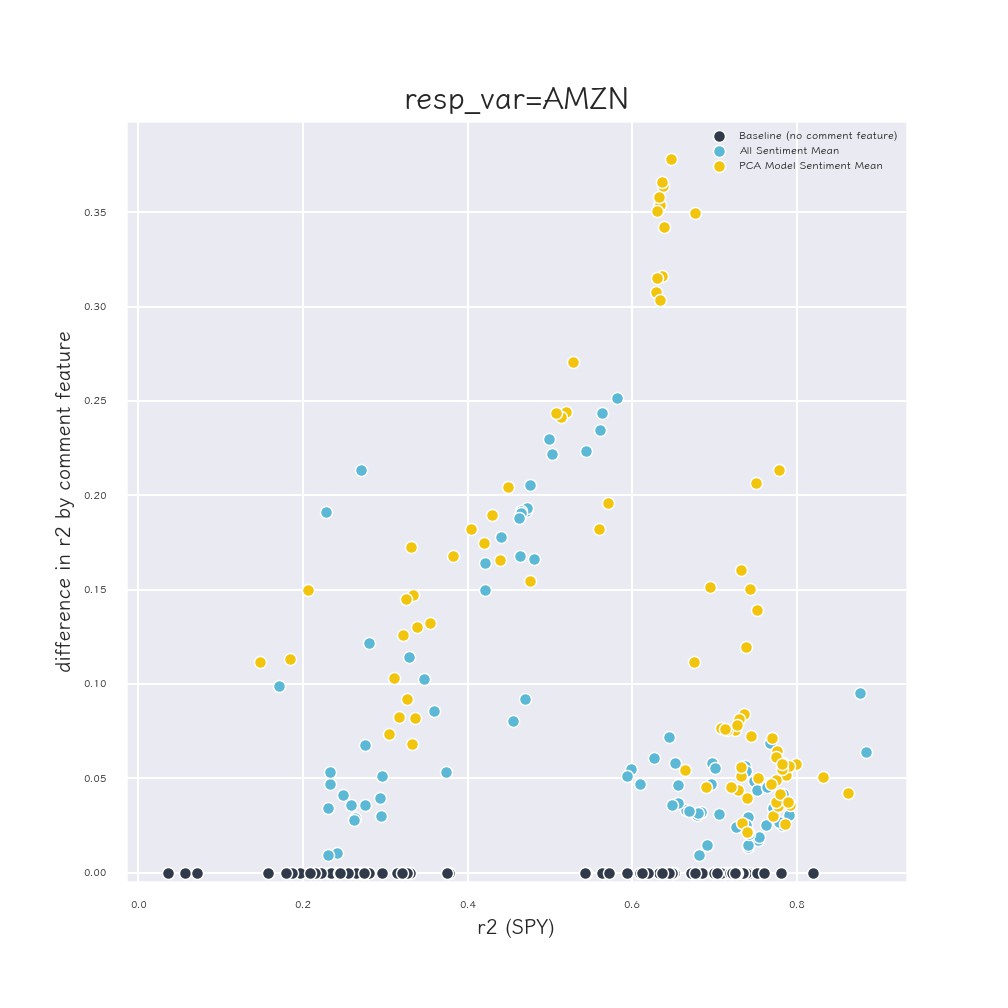 resp_var=AMZN
Baseline (no comment feature)
All Sentiment Mean
PCA Model Sentiment Mean
difference in r2 by comment feature
0.35
0.30
0.25
0.20
0.15
0.10
0.05
0.00
0.0 0.2 0.4 0.6 0.8
r2 (SPY)